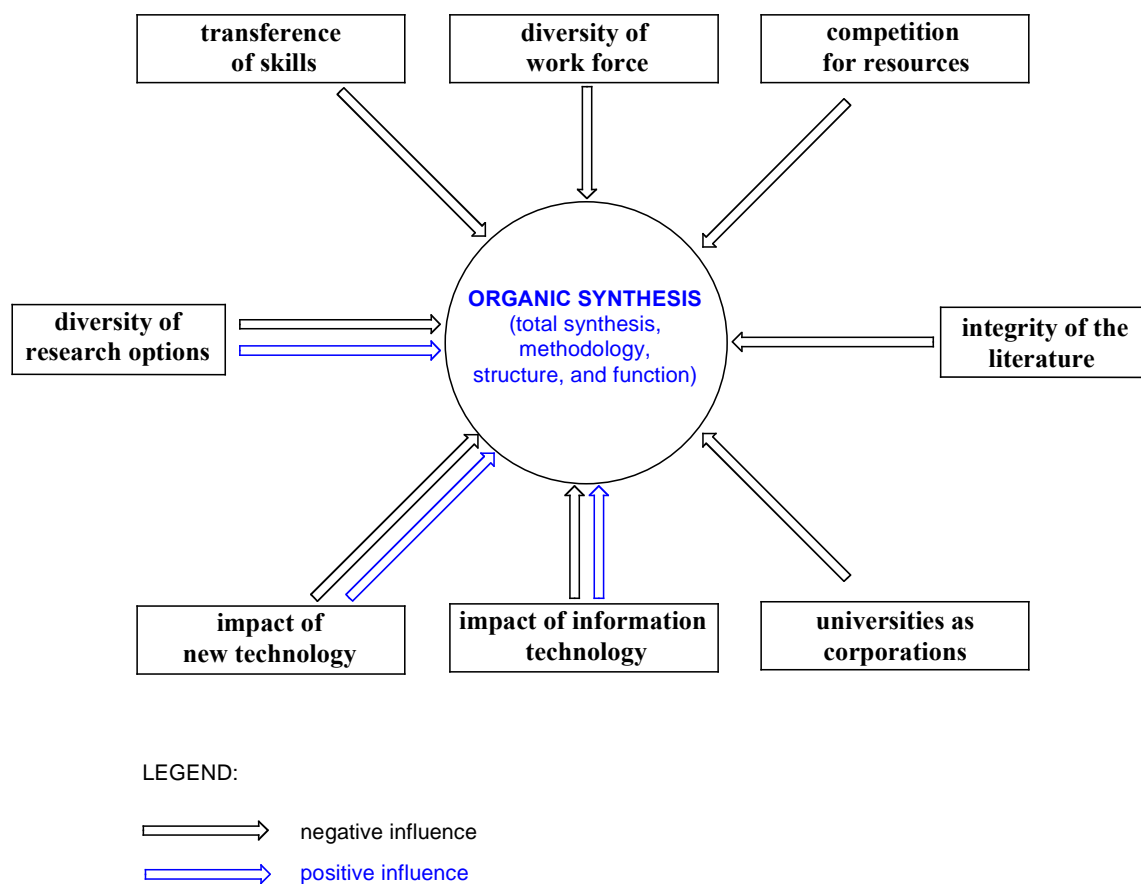 transference
of skills
diversity of
work force
competition
for resources
ORGANIC SYNTHESIS
(total synthesis,
methodology,
structure, and function)
diversity of
research options
integrity of the
literature
impact of
new technology
impact of information
technology
universities as
corporations
LEGEND:
negative influence
positive influence